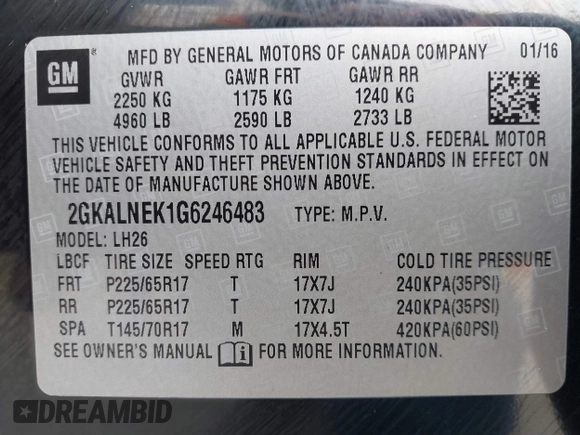 GM
MFD BY GENERAL MOTORS OF CANADA COMPANY 01/16
GVWR GAWR FRT GAWR RR
2250 KG 1175 KG 1240 KG
4960 LB 2590 LB 2733 LB
THIS VEHICLE CONFORMS TO ALL APPLICABLE U.S. FEDERAL MOTOR
VEHICLE SAFETY AND THEFT PREVENTION STANDARDS IN EFFECT ON
THE DATE OF MANUFACTURE SHOWN ABOVE.
2GKALNEK1G6246483 TYPE: M.P.V.
MODEL: LH26
LBCF TIRE SIZE SPEED RTG RIM COLD TIRE PRESSURE
FRT P225/65R17 T 17X7J 240KPA(35PSI)
RR P225/65R17 T 17X7J 240KPA(35PSI)
SPA T145/70R17 M 17X4.5T 420KPA(60PSI)
SEE OWNER'S MANUAL FOR MORE INFORMATION.
DREAMBID